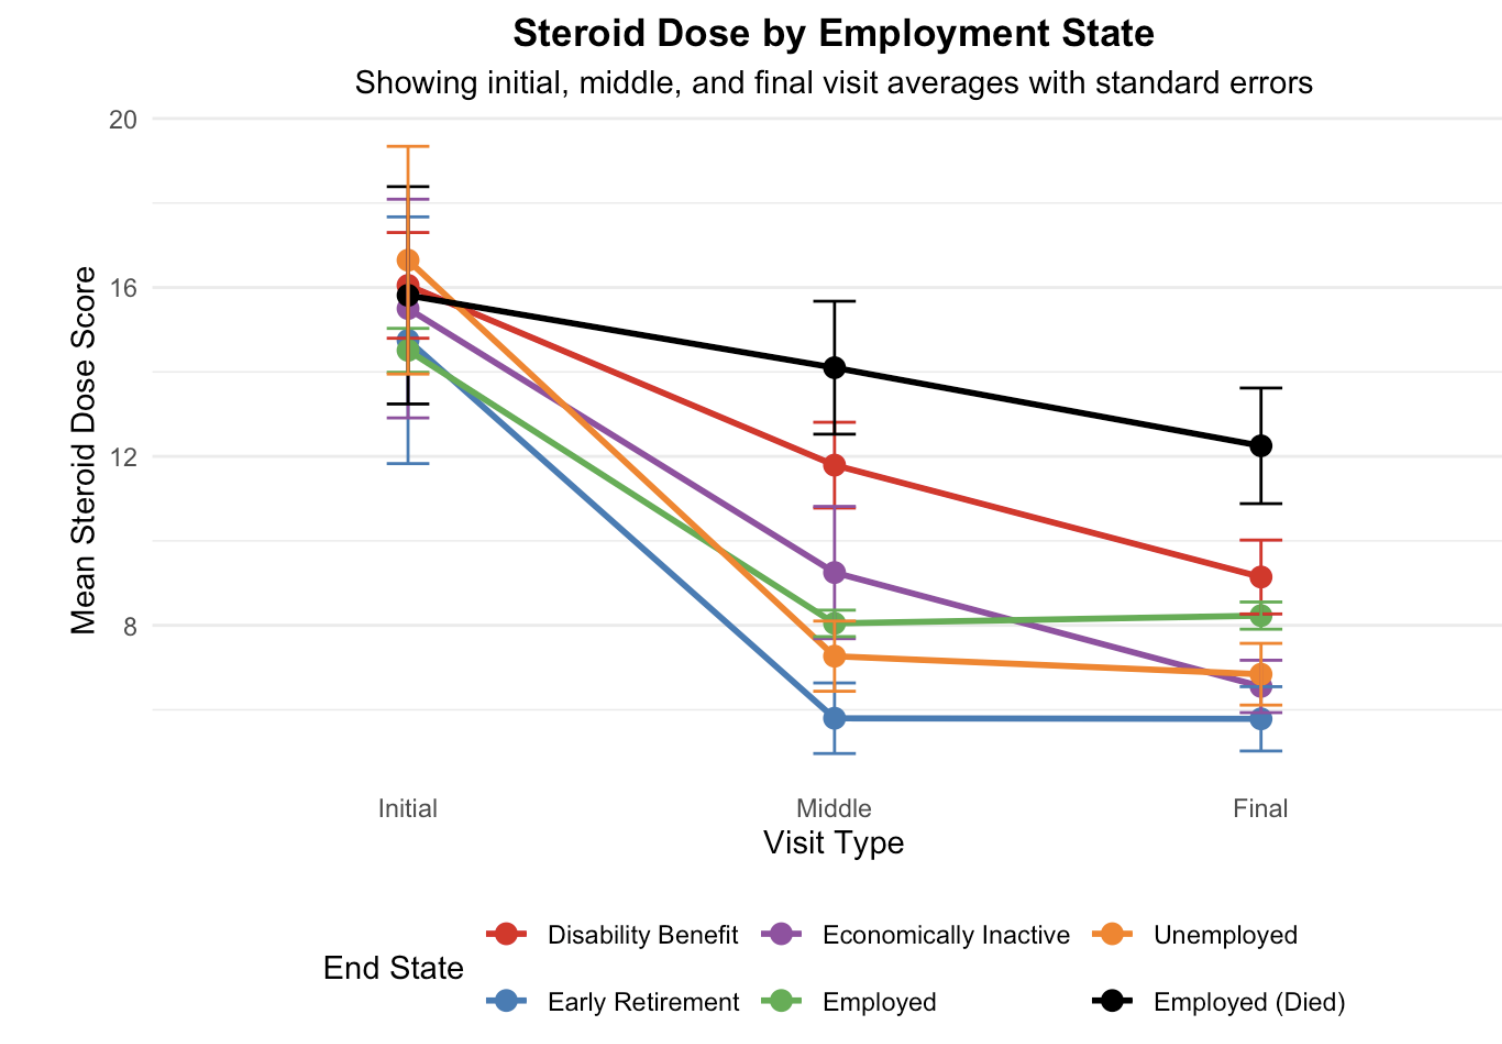 Steroid Dose by Employment State
Showing initial, middle, and final visit averages with standard errors
Mean Steroid Dose Score
20
16
12
8
Initial
Middle
Final
Visit Type
End State
Disability Benefit
Economically Inactive
Unemployed
Early Retirement
Employed
Employed (Died)